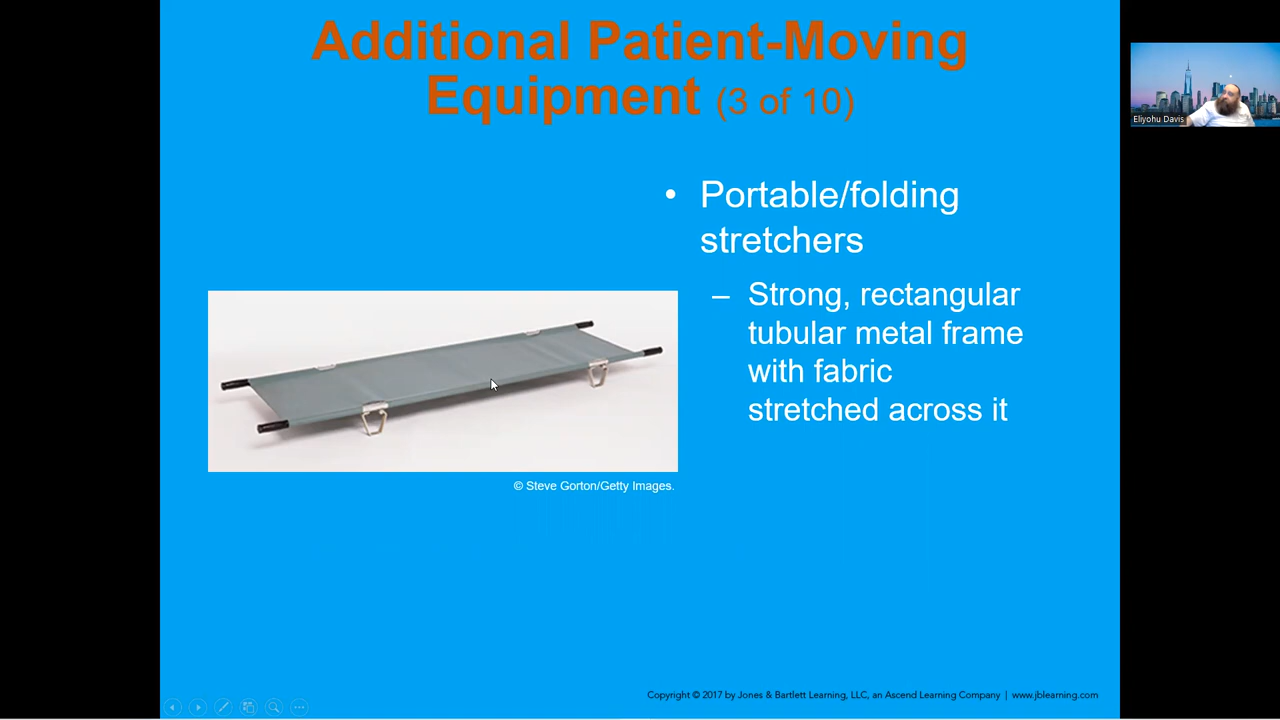 Additional Patient-Moving
Equipment (3 of 10)
Eliyohu Davis
• Portable/folding
stretchers
– Strong, rectangular
tubular metal frame
with fabric
stretched across it
© Steve Gorton/Getty Images.
Copyright © 2017 by Jones & Bartlett Learning, LLC, an Ascend Learning Company | www.jblearning.com